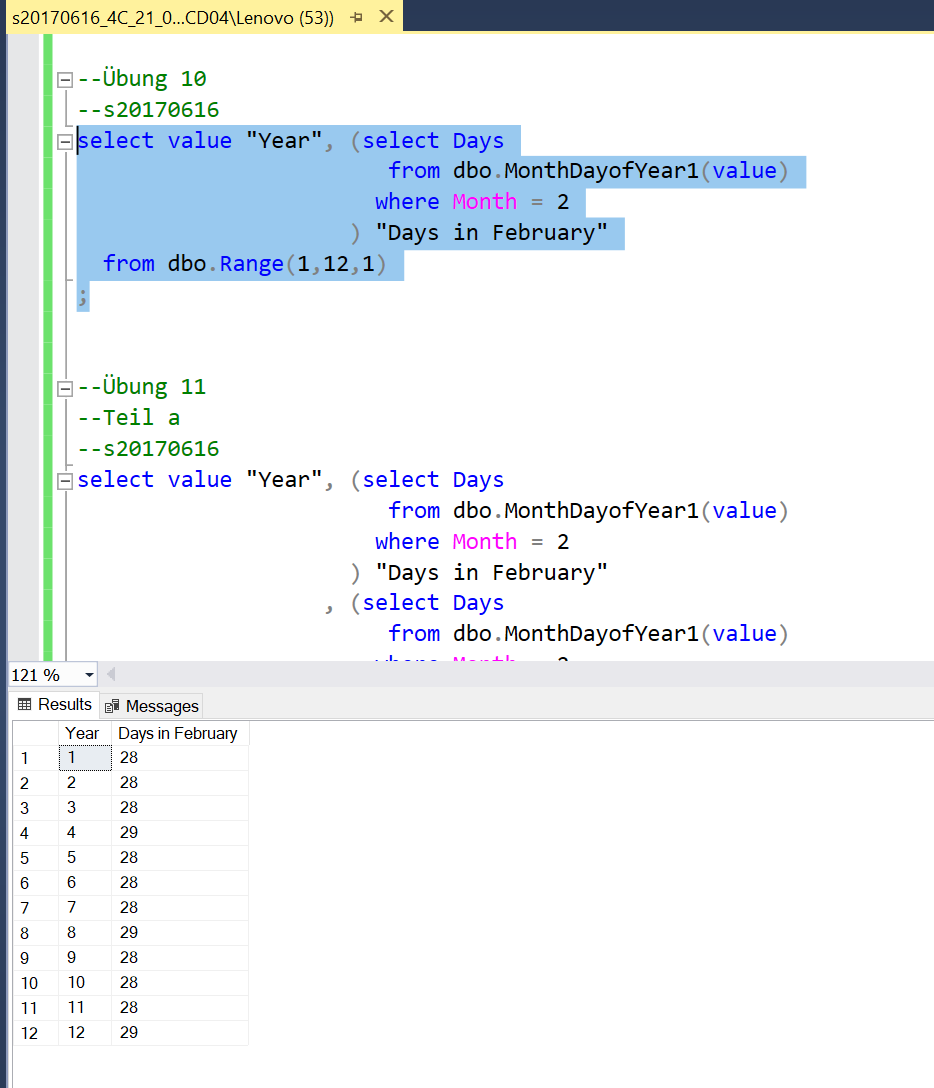 s20170616_4C_21_0...CD04\Lenovo (53))
--Übung 10
--s20170616
select value "Year", (select Days
from dbo.MonthDayofYear1(value)
where Month = 2
) "Days in February"
from dbo.Range(1,12,1)
;
--Übung 11
--Teil a
--s20170616
select value "Year", (select Days
from dbo.MonthDayofYear1(value)
where Month = 2
) "Days in February"
, (select Days
from dbo.MonthDayofYear1(value)
where Month =
121 %
Results Messages
Year Days in February
1 1 28
2 2 28
3 3 28
4 4 29
5 5 28
6 6 28
7 7 28
8 8 29
9 9 28
10 10 28
11 11 28
12 12 29